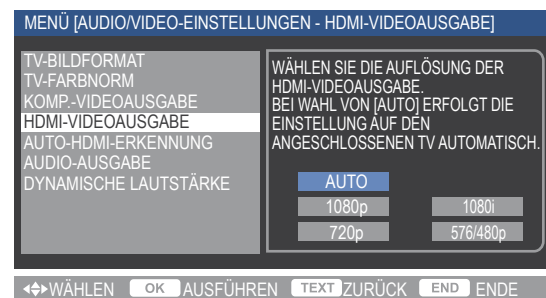 MENÜ [AUDIO/VIDEO-EINSTELLUNGEN - HDMI-VIDEOAUSGABE]
TV-BILDFORMAT
TV-FARBNORM
KOMP.-VIDEOAUSGABE
HDMI-VIDEOAUSGABE
AUTO-HDMI-ERKENNUNG
AUDIO-AUSGABE
DYNAMISCHE LAUTSTÄRKE
WÄHLEN SIE DIE AUFLÖSUNG DER
HDMI-VIDEOAUSGABE.
BEI WAHL VON [AUTO] ERFOLGT DIE
EINSTELLUNG AUF DEN
ANGESCHLOSSENEN TV AUTOMATISCH.
AUTO
1080p 1080i
720p 576/480p
WÄHLEN OK AUSFÜHREN TEXT ZURÜCK END ENDE